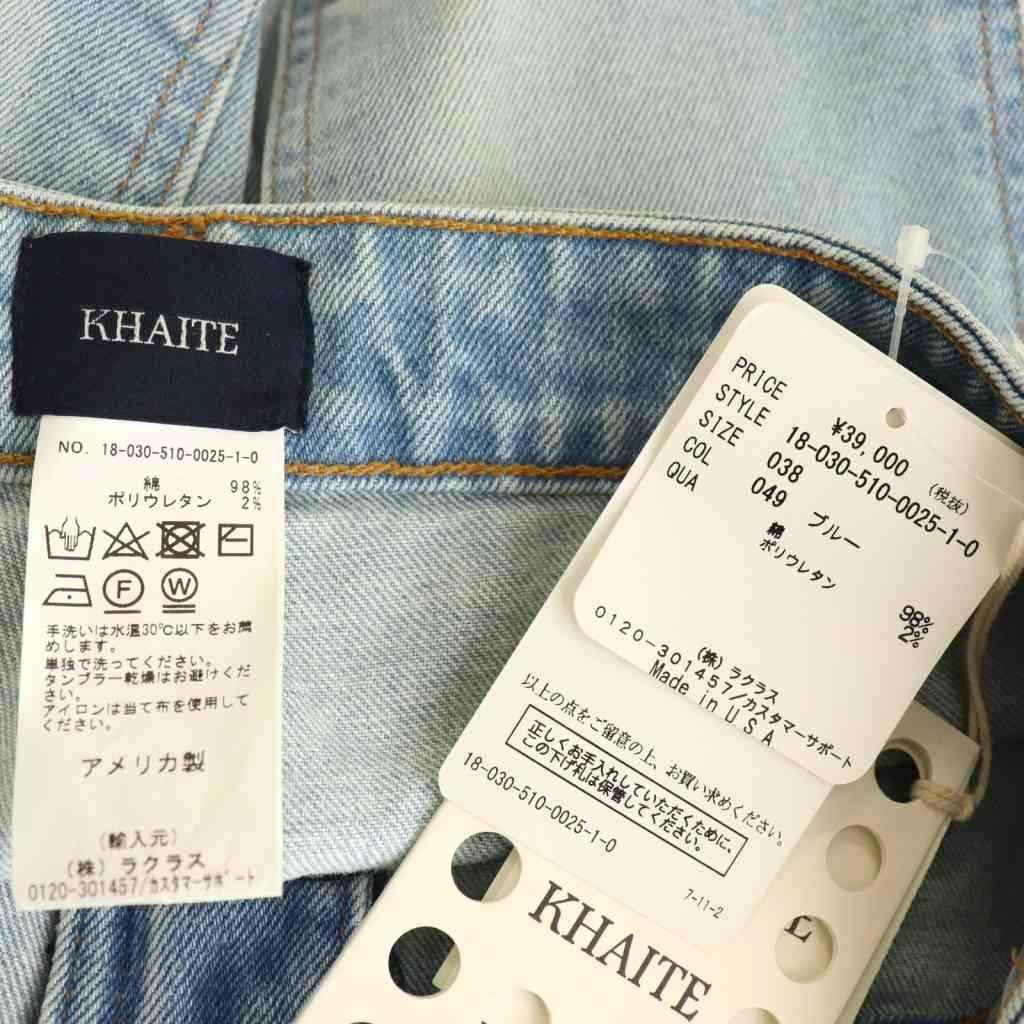 KHAITE
NO. 18-030-510-0025-1-0
綿 98%
ポリウレタン 2%
F W
手洗いは水温30℃以下をお薦
めします。
単独で洗ってください。
タンブラー乾燥はお避けくだ
さい。
アイロンは当て布を使用して
ください。
アメリカ製
(輸入元)
(株)ラクラス
0120-301457/カスタマーサポート
PRICE ¥39,000 (税抜)
STYLE 18-030-510-0025-1-0
SIZE 038
COL 049 ブルー
QUA 綿 98%
ポリウレタン 2%
(株)ラクラス
0120-301457/カスタマーサポート
Made in U S A
以上の点をご留意の上、お買い求めください。
正しくお手入れしていただくために、
この下げ札は保管してください。
18-030-510-0025-1-0
7-11-2
KHAITE
E